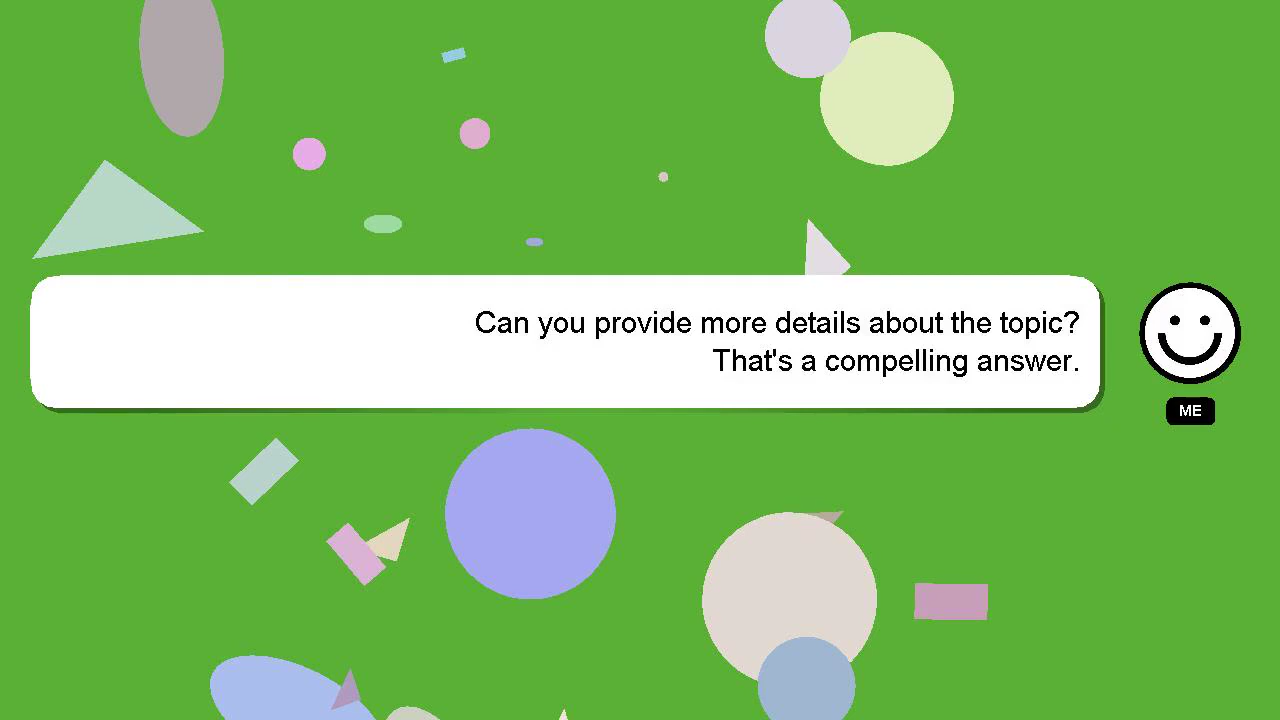 Can you provide more details about the topic?
That's a compelling answer.
ME